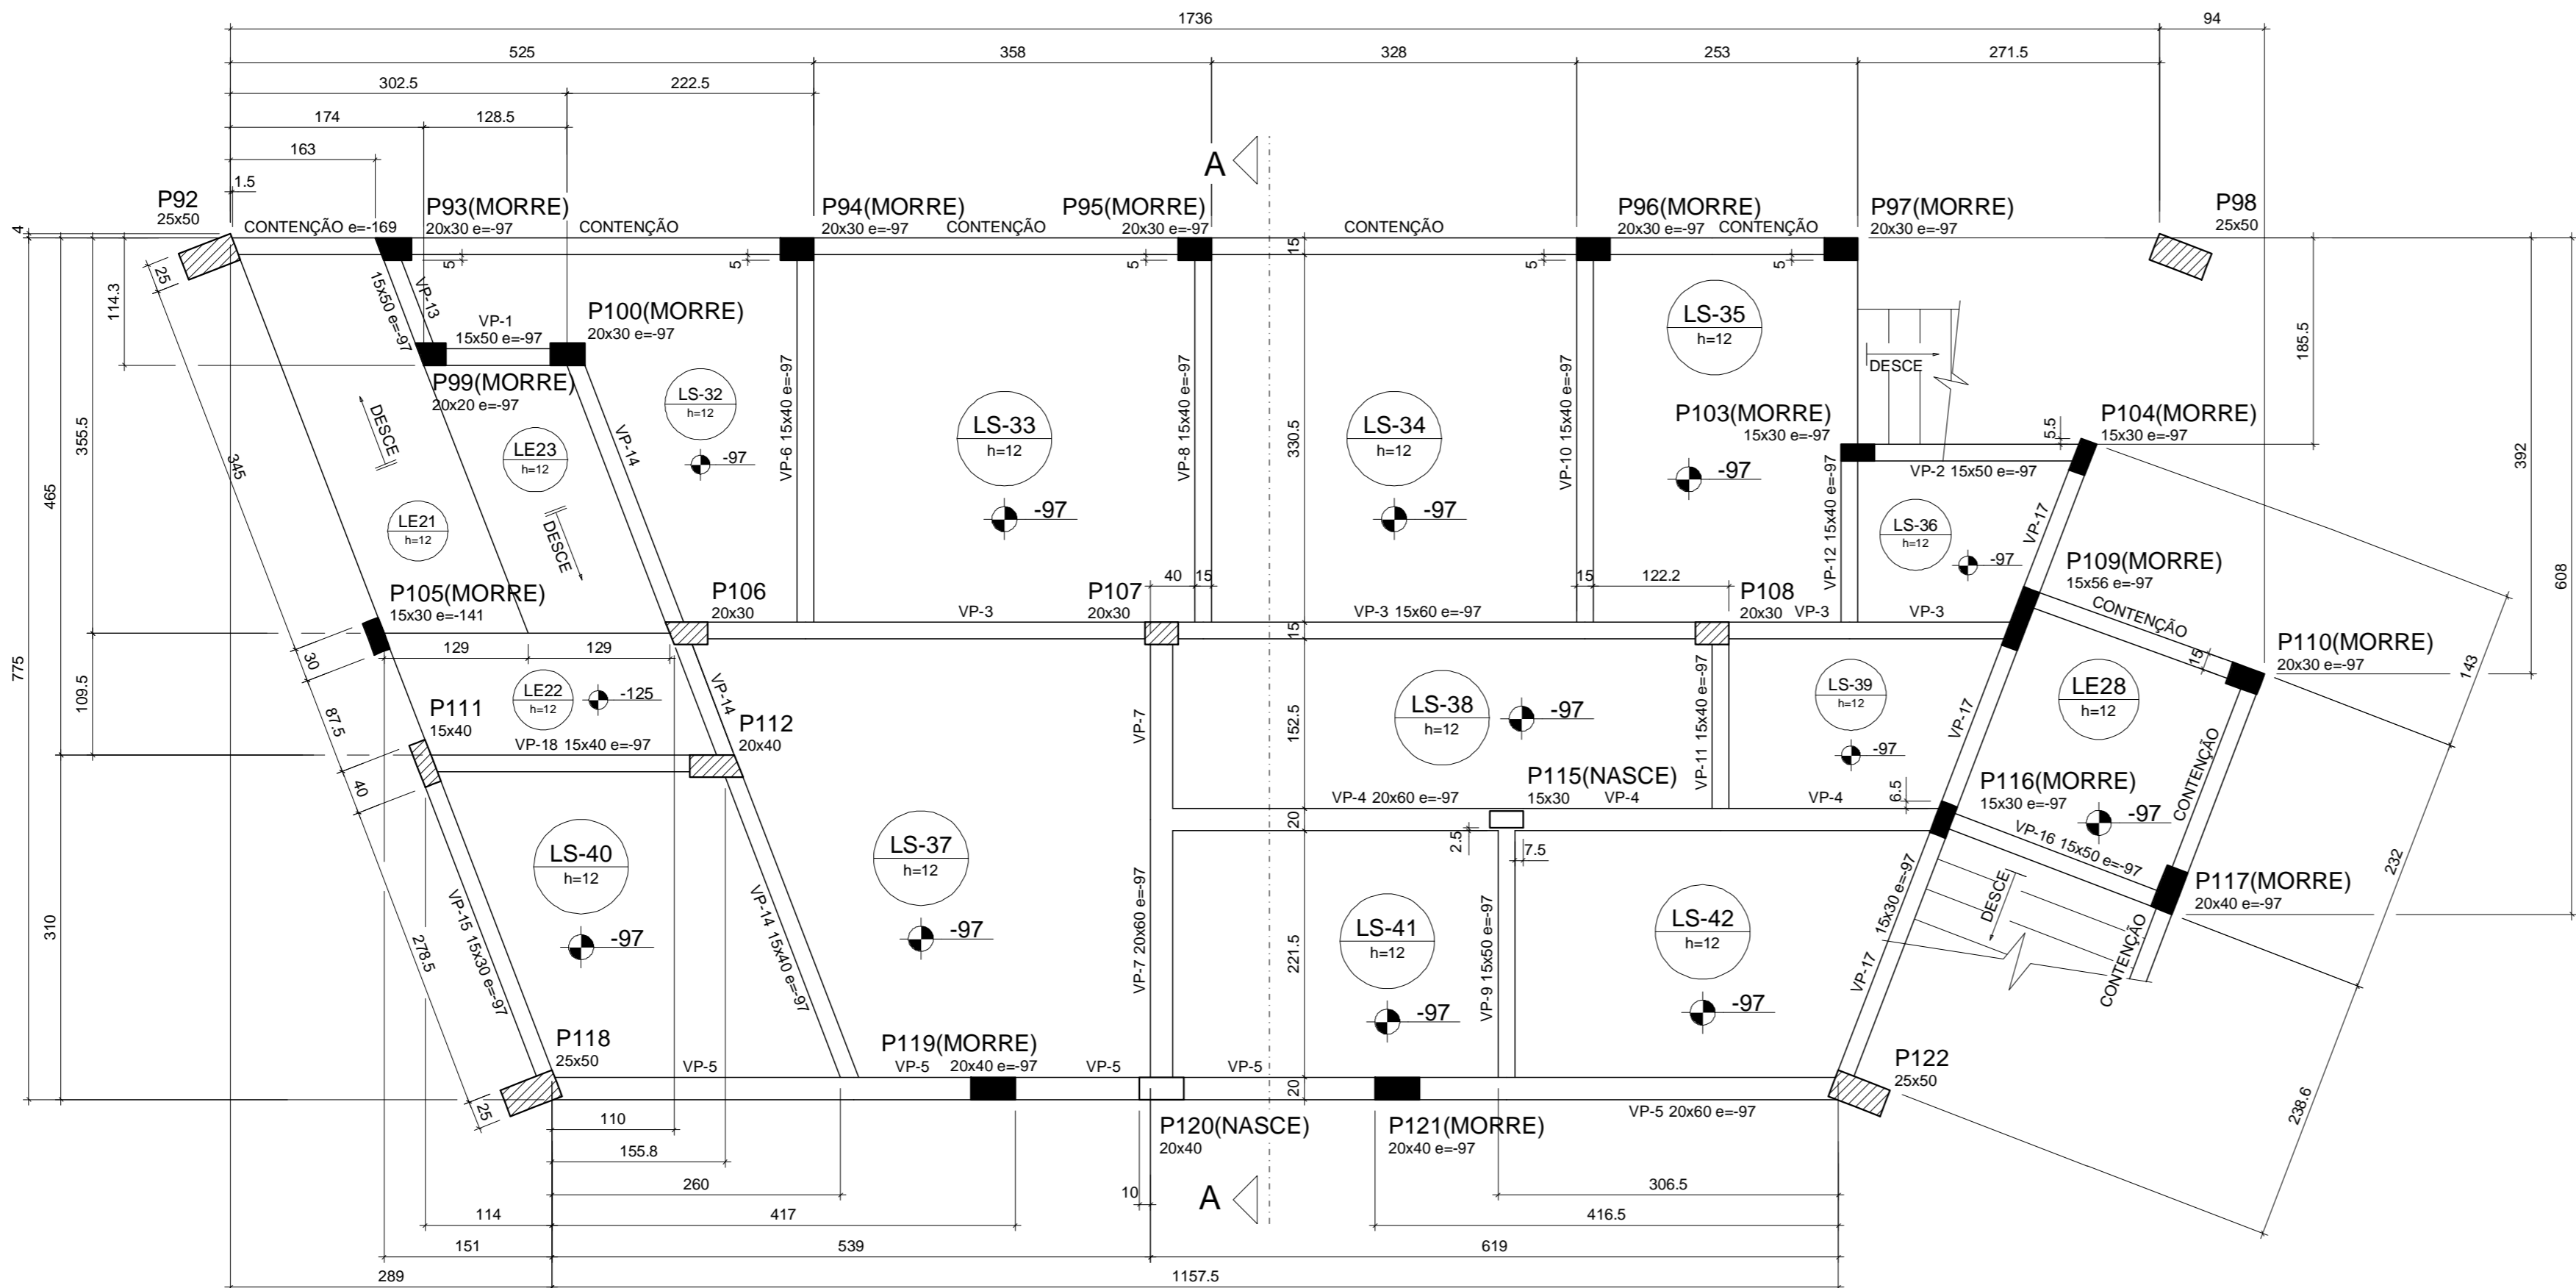 1736
94
525
358
328
253
271.5
302.5
222.5
174
128.5
163
1.5
A
P92
25x50
CONTENÇÃO e=-169
P93(MORRE)
20x30 e=-97
CONTENÇÃO
P94(MORRE)
20x30 e=-97
CONTENÇÃO
P95(MORRE)
20x30 e=-97
CONTENÇÃO
P96(MORRE)
20x30 e=-97
CONTENÇÃO
P97(MORRE)
20x30 e=-97
P98
25x50
4
15
5
5
5
5
5
25
114.3
15x50 e=-97
VP-13
VP-1
15x50 e=-97
P100(MORRE)
20x30 e=-97
P99(MORRE)
20x20 e=-97
LS-32
h=12
-97
LS-33
h=12
-97
LS-34
h=12
-97
LS-35
h=12
-97
VP-6 15x40 e=-97
VP-8 15x40 e=-97
330.5
VP-10 15x40 e=-97
DESCE
185.5
392
608
P103(MORRE)
15x30 e=-97
P104(MORRE)
15x30 e=-97
5.5
VP-2 15x50 e=-97
VP-12 15x40 e=-97
LS-36
h=12
-97
VP-17
355.5
465
775
345
DESCE
LE23
h=12
LE21
h=12
DESCE
VP-14
P105(MORRE)
15x30 e=-141
P106
20x30
VP-3
P107
20x30
40
15
VP-3 15x60 e=-97
15
122.2
P108
20x30
VP-3
VP-3
P109(MORRE)
15x56 e=-97
CONTENÇÃO
P110(MORRE)
20x30 e=-97
15
143
129
129
15
30
109.5
LE22
h=12
-125
VP-14
P111
15x40
VP-18 15x40 e=-97
P112
20x40
VP-7
152.5
LS-38
h=12
-97
VP-11 15x40 e=-97
LS-39
h=12
-97
VP-17
LE28
h=12
-97
CONTENÇÃO
87.5
40
P115(NASCE)
15x30
VP-4 20x60 e=-97
VP-4
VP-4
6.5
P116(MORRE)
15x30 e=-97
VP-16 15x50 e=-97
20
2.5
7.5
P117(MORRE)
20x40 e=-97
232
310
278.5
LS-40
h=12
-97
LS-37
h=12
-97
VP-15 15x30 e=-97
VP-14 15x40 e=-97
VP-7 20x60 e=-97
221.5
LS-41
h=12
-97
VP-9 15x50 e=-97
LS-42
h=12
-97
15x30 e=-97
VP-17
DESCE
CONTENÇÃO
P118
25x50
VP-5
P119(MORRE)
VP-5
20x40 e=-97
VP-5
VP-5
20
25
P120(NASCE)
20x40
P121(MORRE)
20x40 e=-97
VP-5 20x60 e=-97
P122
25x50
238.6
110
155.8
260
10
A
306.5
114
417
416.5
151
539
619
289
1157.5